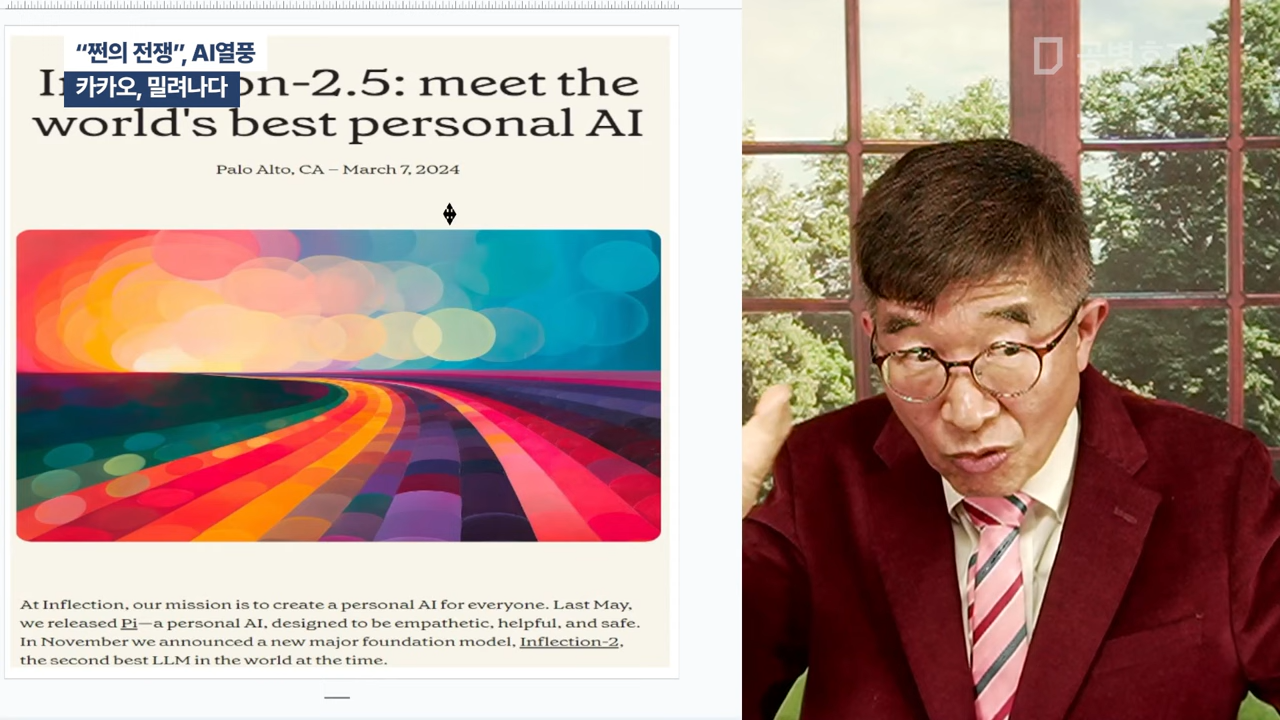 “쩐의 전쟁”, AI열풍
카카오, 밀려나다
on-2.5: meet the
world's best personal AI
Palo Alto, CA – March 7, 2024
At Inflection, our mission is to create a personal AI for everyone. Last May,
we released Pi—a personal AI, designed to be empathetic, helpful, and safe.
In November we announced a new major foundation model, Inflection-2,
the second best LLM in the world at the time.